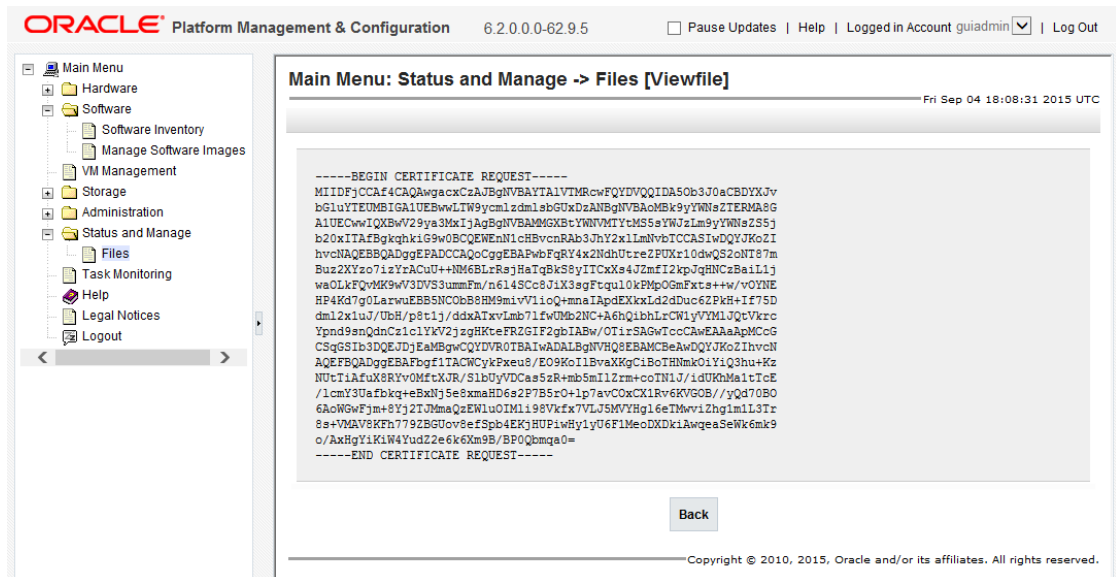 ORACLE® Platform Management & Configuration 6.2.0.0.0-62.9.5 Pause Updates | Help | Logged in Account guiadmin | Log Out
Main Menu
Hardware
Software
Software Inventory
Manage Software Images
VM Management
Storage
Administration
Status and Manage
Files
Task Monitoring
Help
Legal Notices
Logout
Main Menu: Status and Manage -> Files [Viewfile]
Fri Sep 04 18:08:31 2015 UTC
-----BEGIN CERTIFICATE REQUEST-----
MIIDFjCCAf4CAQAwgacxCzAJBgNVBAYTAlVTMRcwFQYDVQQIDA5Ob3J0aCBDYXJv
bGluYTEUMBIGA1UEBwwLTW9ycmlzdmlsbGUxDzANBgNVBAoMBk9yYWNsZTERMA8G
A1UECwwIQXBwV29ya3MxIjAgBgNVBAMMGXBtYWNVMTYtMS5sYWJzLm9yYWNsZS5j
b20xITAfBgkqhkiG9w0BCQEWEnN1cHBvcnRAb3JhY2xlLmNvbTCCASIwDQYJKoZI
hvcNAQEBBQADggEPADCCAQoCggEBAPwbFqRY4x2NdhUtreZPUXr10dwQS2oNT87m
Buz2XYzo7izYrACuU++NM6BLrRsjHaTqBkS8yITCxXs4JZmfI2kpJqHNCzBaiL1j
waOLkFQvMK9wV3DVS3ummFm/n6l4SCc8JiX3sgFtqul0kPMpOGmFxts++w/vOYNE
HP4Kd7g0LarwuEBB5NCObB8HM9mivV1ioQ+mnaIApdEXkxLd2dDuc6ZPkH+If75D
dml2x1uJ/UbH/p8t1j/ddxATxvLmb7lfwUMb2NC+A6hQibhLrCW1yVYMlJQtVkrc
Ypnd9snQdnCz1clYkV2jzgHKteFRZGIF2gbIABw/OTirSAGwTccCAwEAAaApMCcG
CSqGSIb3DQEJDjEaMBgwCQYDVR0TBAIwADALBgNVHQ8EBAMCBeAwDQYJKoZIhvcN
AQEFBQADggEBAFbgf1TACWCykPxeu8/EO9KoIlBvaXKgCiBoTHNmkOiYiQ3hu+Kz
NUtTiAfuX8RYv0MftXJR/SlbUyVDCas5zR+mb5mIlZrm+coTN1J/idUKhMa1tTcE
/lcmY3Uafbkq+eBxNj5e8xmaHD6s2P7B5rO+lp7avCOxCX1Rv6KVGOB//yQd70BO
6AoWGwFjm+8Yj2TJMmaQzEWluOIMli98Vkfx7VLJ5MVYHgl6eTMwviZhg1m1L3Tr
8s+VMAV8KFh779ZBGUov8efSpb4EKjHUPiwHy1yU6F1MeoDXDkiAwqeaSeWk6mk9
o/AxHgYiKiW4YudZ2e6k6Xm9B/BP0Qbmqa0=
-----END CERTIFICATE REQUEST-----
Back
Copyright © 2010, 2015, Oracle and/or its affiliates. All rights reserved.